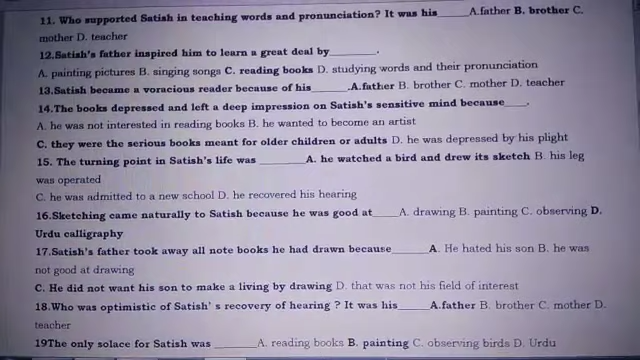 11. Who supported Satish in teaching words and pronunciation? It was his_____A.father B. brother C.
mother D. teacher
12.Satish's father inspired him to learn a great deal by_______.
A. painting pictures B. singing songs C. reading books D. studying words and their pronunciation
13.Satish became a voracious reader because of his______.A.father B. brother C. mother D. teacher
14.The books depressed and left a deep impression on Satish's sensitive mind because____.
A. he was not interested in reading books B. he wanted to become an artist
C. they were the serious books meant for older children or adults D. he was depressed by his plight
15. The turning point in Satish's life was _______A. he watched a bird and drew its sketch B. his leg
was operated
C. he was admitted to a new school D. he recovered his hearing
16.Sketching came naturally to Satish because he was good at____A. drawing B. painting C. observing D.
Urdu calligraphy
17.Satish's father took away all note books he had drawn because_____A. He hated his son B. he was
not good at drawing
C. He did not want his son to make a living by drawing D. that was not his field of interest
18.Who was optimistic of Satish' s recovery of hearing ? It was his_____A.father B. brother C. mother D.
teacher
19The only solace for Satish was _______A. reading books B. painting C. observing birds D. Urdu